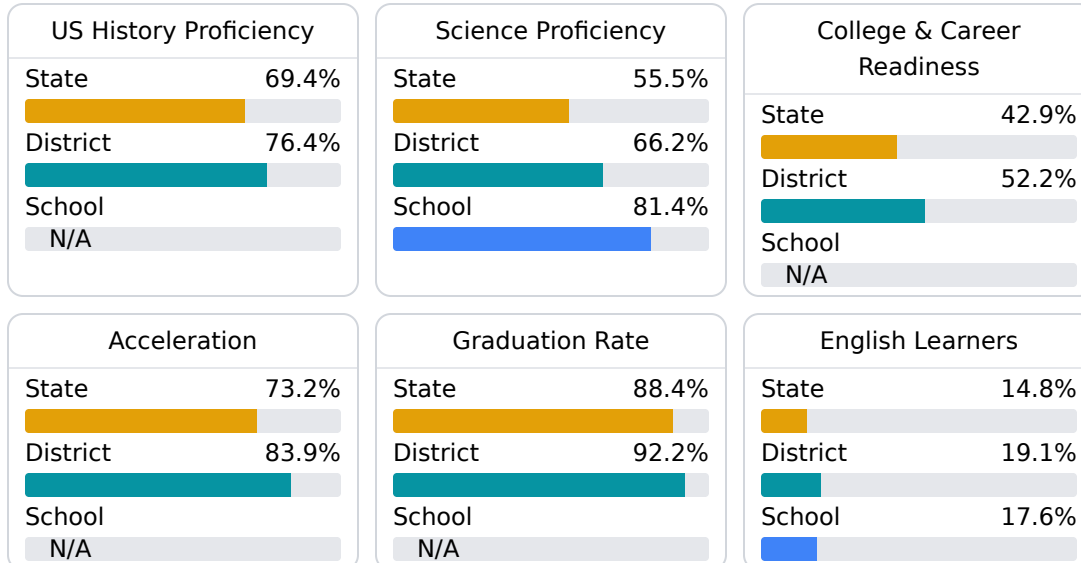 US History Proficiency
State 69.4%
District 76.4%
School
N/A
Science Proficiency
State 55.5%
District 66.2%
School 81.4%
College & Career
Readiness
State 42.9%
District 52.2%
School
N/A
Acceleration
State 73.2%
District 83.9%
School
N/A
Graduation Rate
State 88.4%
District 92.2%
School
N/A
English Learners
State 14.8%
District 19.1%
School 17.6%